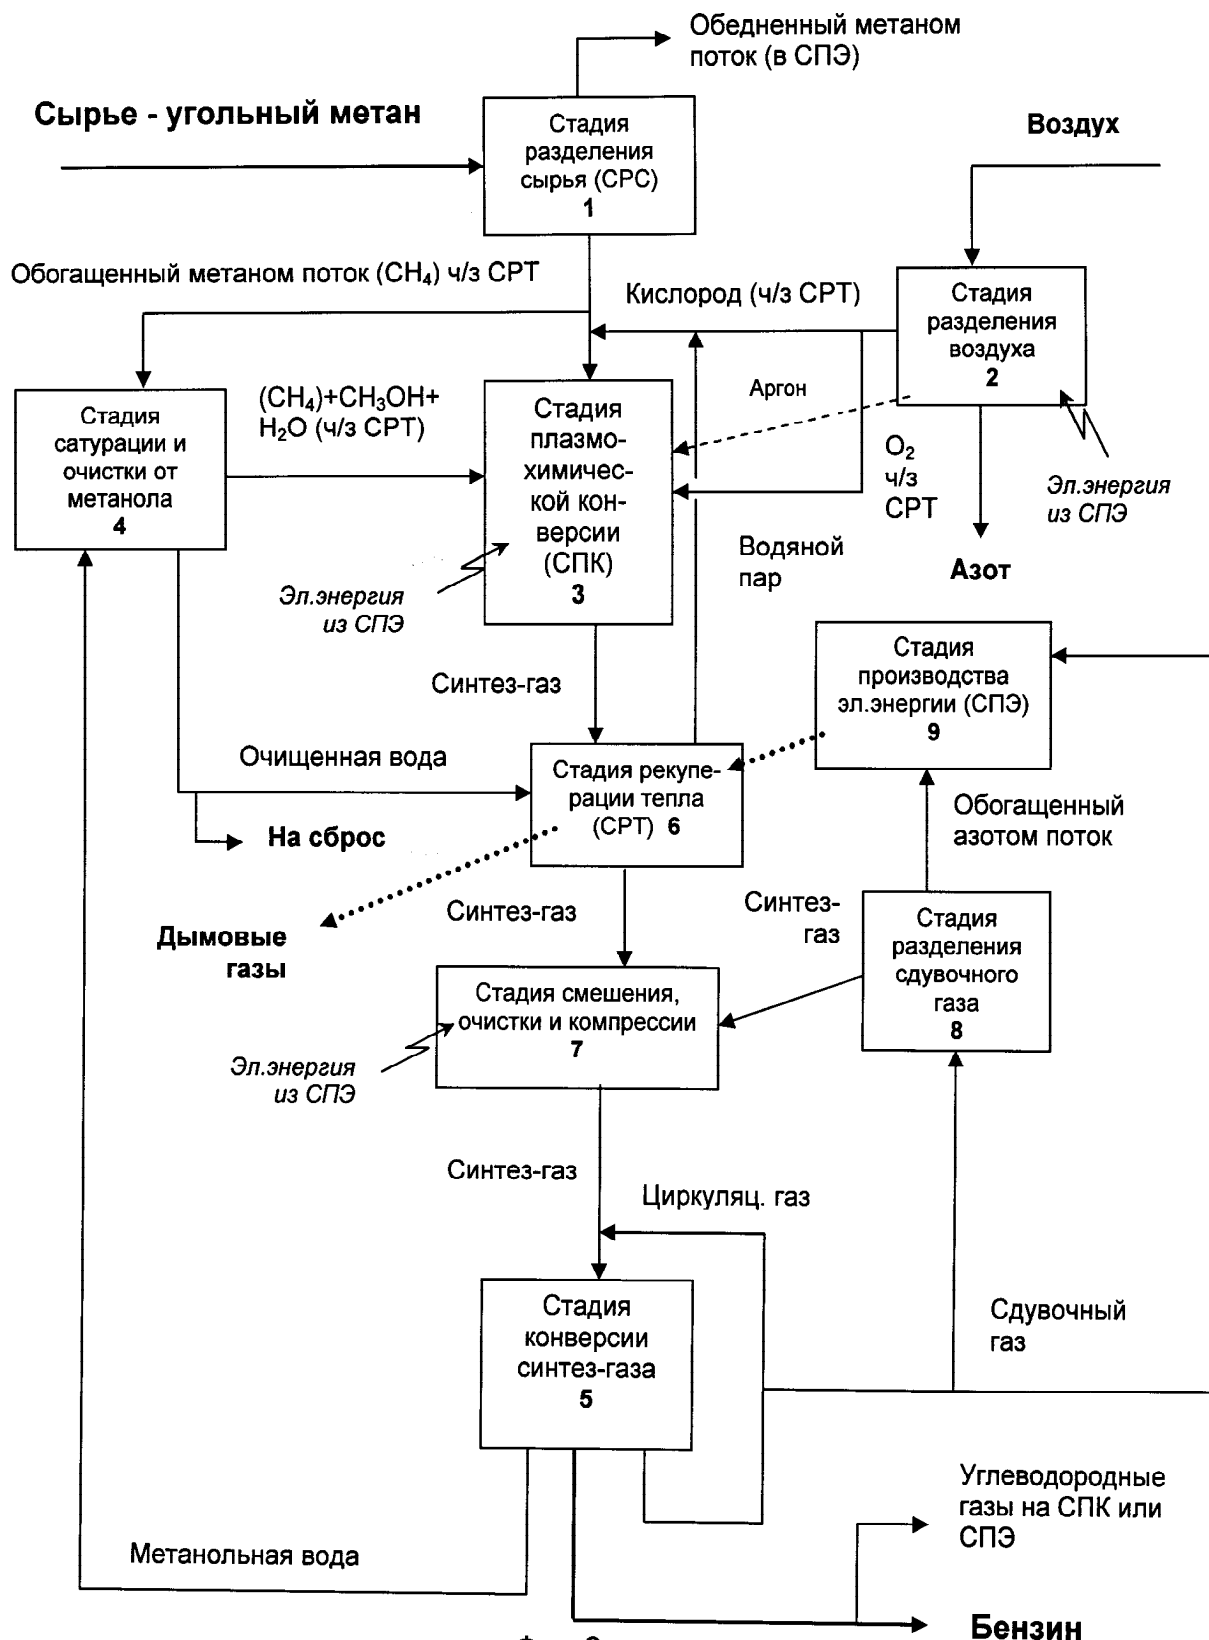 Обедненный метаном
поток (в СПЭ)
Сырье - угольный метан
Стадия
разделения
сырья (СРС)
1
Воздух
Обогащенный метаном поток (CH₄) ч/з СРТ
Кислород (ч/з СРТ)
Стадия
разделения
воздуха
2
Стадия
сатурации и
очистки от
метанола
4
(CH₄)+CH₃OH+
H₂O (ч/з СРТ)
Стадия
плазмо-
химичес-
кой кон-
версии
(СПК)
3
Аргон
O₂
ч/з
СРТ
Эл.энергия
из СПЭ
Азот
Водяной
пар
Эл.энергия
из СПЭ
Синтез-газ
Стадия
производства
эл.энергии (СПЭ)
9
Очищенная вода
На сброс
Стадия рекупе-
рации тепла
(СРТ) 6
Обогащенный
азотом поток
Дымовые
газы
Синтез-газ
Синтез-
газ
Стадия
разделения
сдувочного
газа
8
Стадия смешения,
очистки и компрессии
7
Эл.энергия
из СПЭ
Синтез-газ
Циркуляц. газ
Стадия
конверсии
синтез-газа
5
Сдувочный
газ
Углеводородные
газы на СПК или
СПЭ
Метанольная вода
Бензин